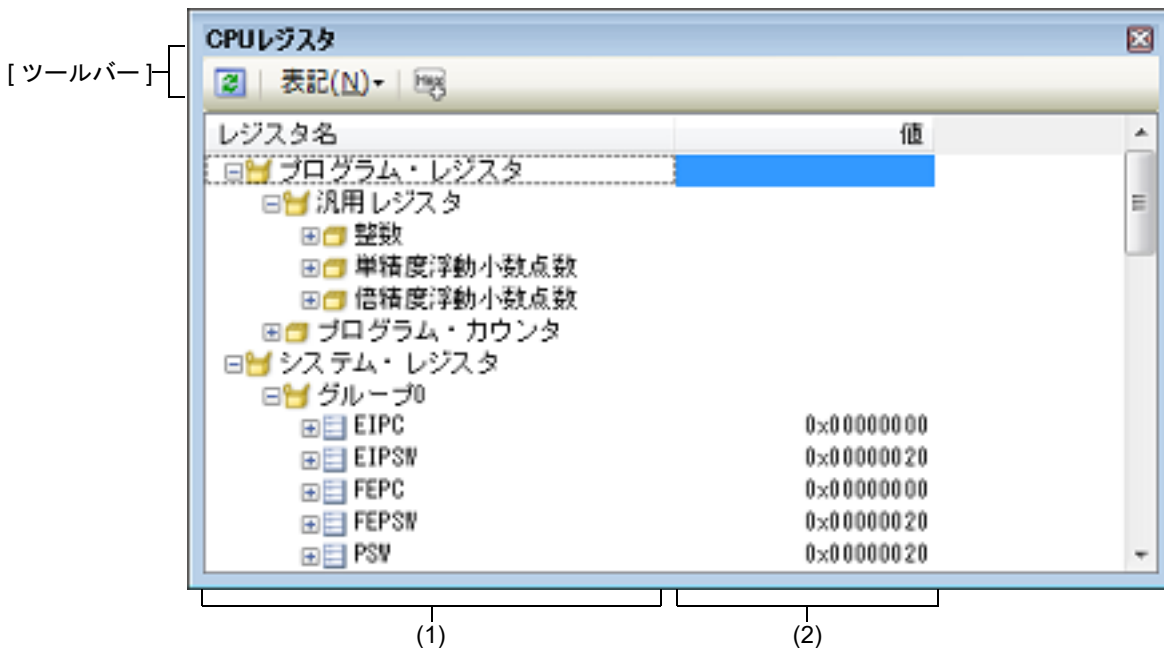 CPUレジスタ
[ ツールバー ]
表記(N)
Hex
レジスタ名 値
プログラム・レジスタ
汎用レジスタ
整数
単精度浮動小数点数
倍精度浮動小数点数
プログラム・カウンタ
システム・レジスタ
グループ0
EIPC 0x00000000
EIPSW 0x00000020
FEPC 0x00000000
FEPSW 0x00000020
PSW 0x00000020
(1) (2)